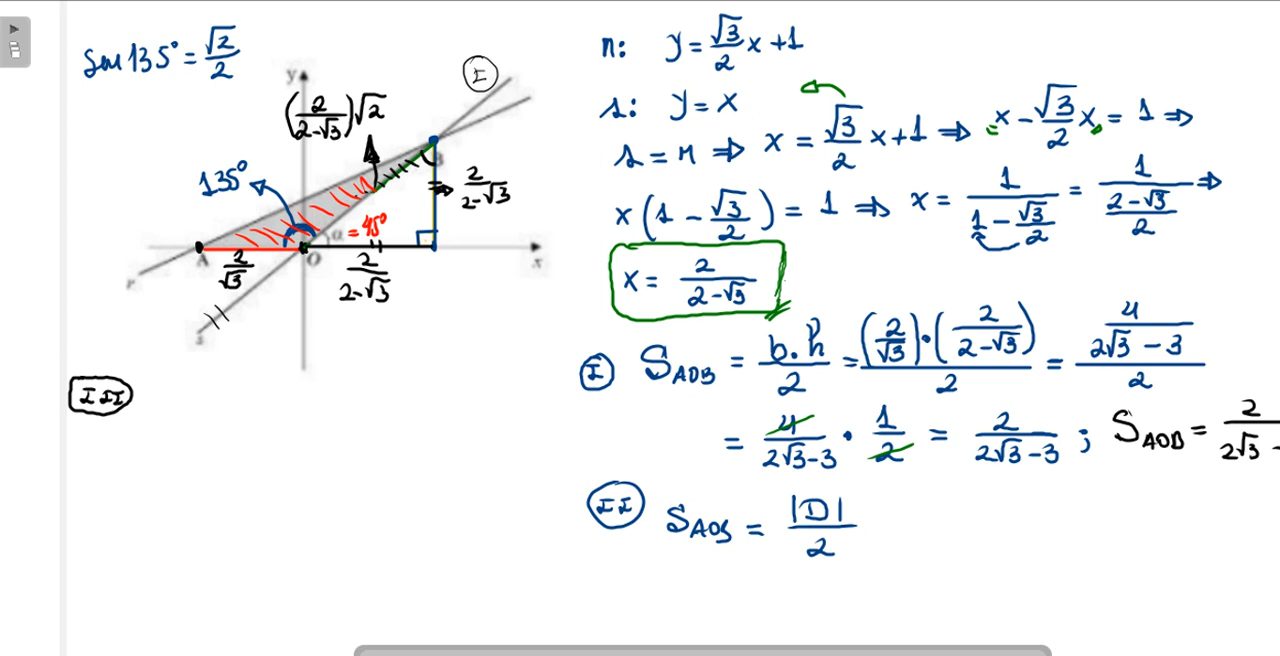 sen 135° = √2/2
y
I
(2/(2-√3))√2
135°
B
⇒ 2/(2-√3)
α = 45°
A
O
x
2/√3
2/(2-√3)
r
s
III
r: y = √3/2 x + 1
s: y = x
s = r ⇒ x = √3/2 x + 1 ⇒ x - √3/2 x = 1 ⇒
x(1 - √3/2) = 1 ⇒ x = 1/(1 - √3/2) = 1/((2-√3)/2) ⇒
x = 2/(2-√3)
I S_AOB = b.h/2 = (2/√3)·(2/(2-√3))/2 = (4/(2√3 - 3))/2
= 4/(2√3-3) · 1/2 = 2/(2√3-3) ; S_AOB = 2/(2√3 -
II S_AOB = |D|/2